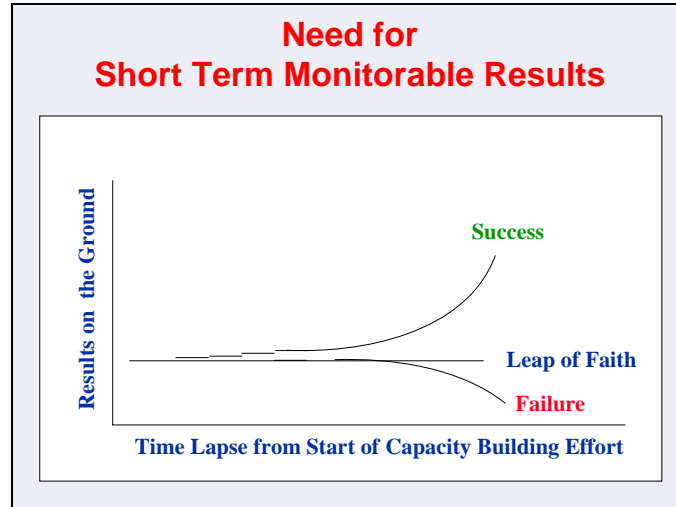 Need for
Short Term Monitorable Results
Results on the Ground
Success
Leap of Faith
Failure
Time Lapse from Start of Capacity Building Effort